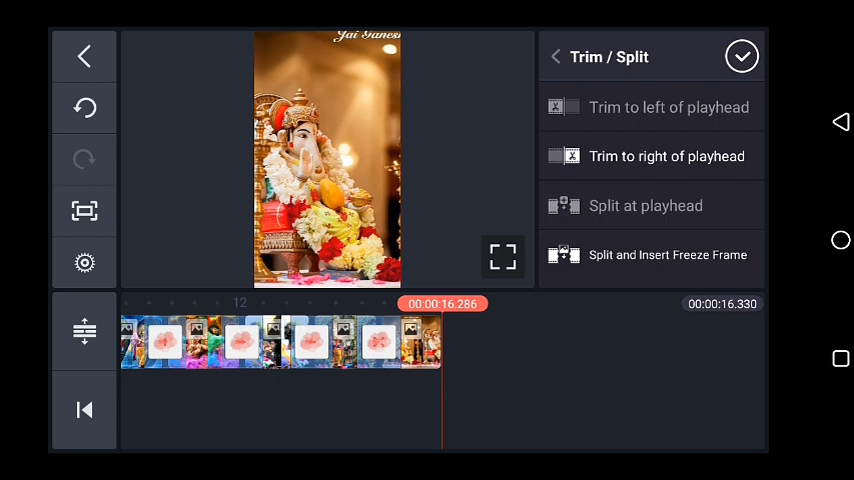 Jai Ganesh
Trim / Split
Trim to left of playhead
Trim to right of playhead
Split at playhead
Split and Insert Freeze Frame
12
00:00:16.286
00:00:16.330